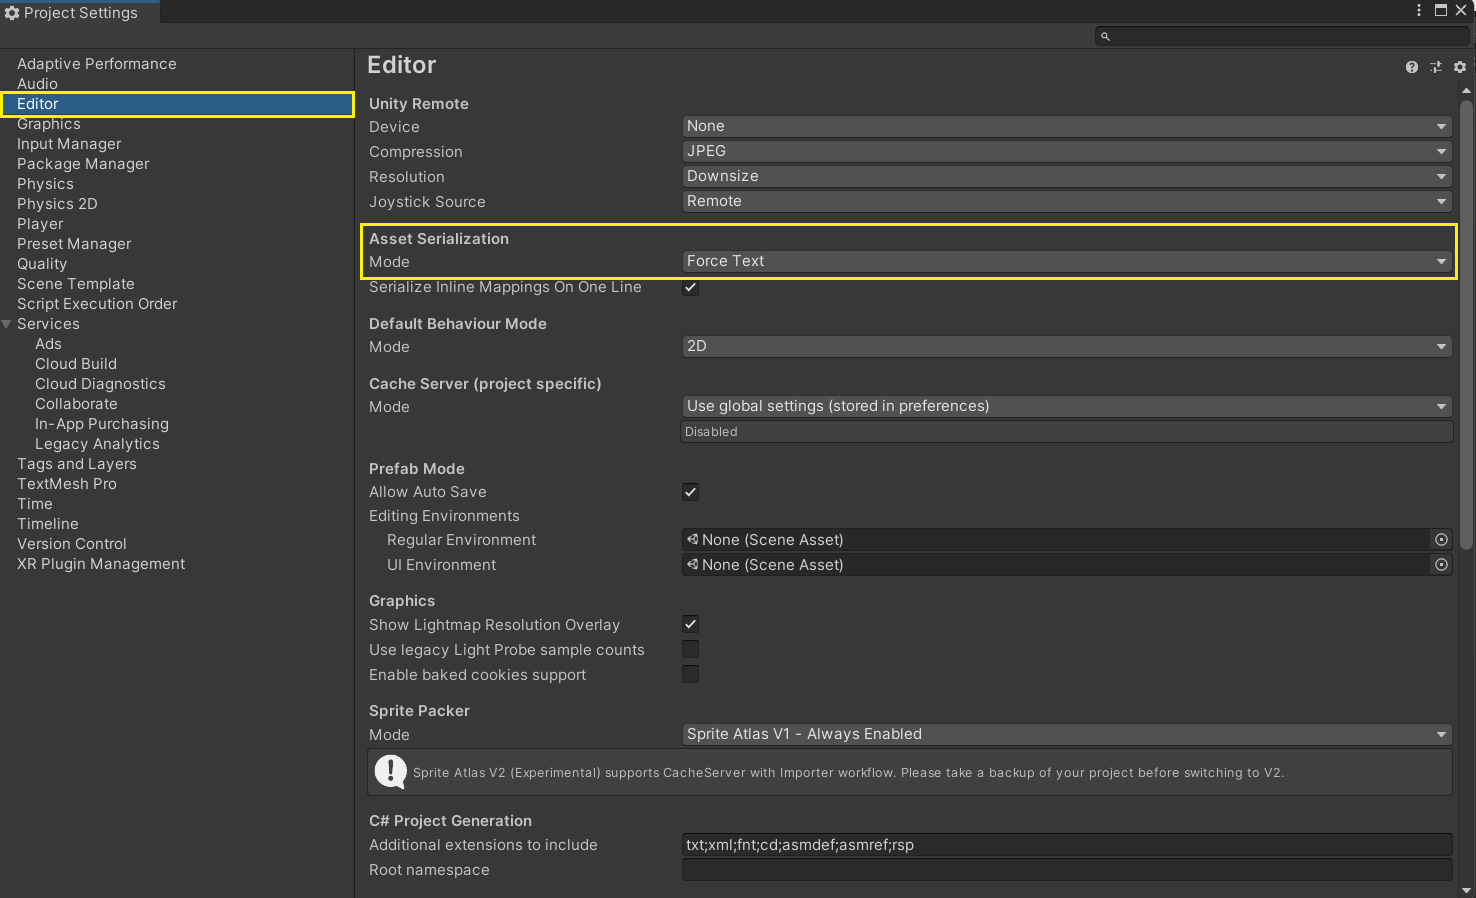 Project Settings
Adaptive Performance
Audio
Editor
Graphics
Input Manager
Package Manager
Physics
Physics 2D
Player
Preset Manager
Quality
Scene Template
Script Execution Order
Services
Ads
Cloud Build
Cloud Diagnostics
Collaborate
In-App Purchasing
Legacy Analytics
Tags and Layers
TextMesh Pro
Time
Timeline
Version Control
XR Plugin Management
Editor
Unity Remote
Device None
Compression JPEG
Resolution Downsize
Joystick Source Remote
Asset Serialization
Mode Force Text
Serialize Inline Mappings On One Line
Default Behaviour Mode
Mode 2D
Cache Server (project specific)
Mode Use global settings (stored in preferences)
Disabled
Prefab Mode
Allow Auto Save
Editing Environments
Regular Environment None (Scene Asset)
UI Environment None (Scene Asset)
Graphics
Show Lightmap Resolution Overlay
Use legacy Light Probe sample counts
Enable baked cookies support
Sprite Packer
Mode Sprite Atlas V1 - Always Enabled
Sprite Atlas V2 (Experimental) supports CacheServer with Importer workflow. Please take a backup of your project before switching to V2.
C# Project Generation
Additional extensions to include txt;xml;fnt;cd;asmdef;asmref;rsp
Root namespace